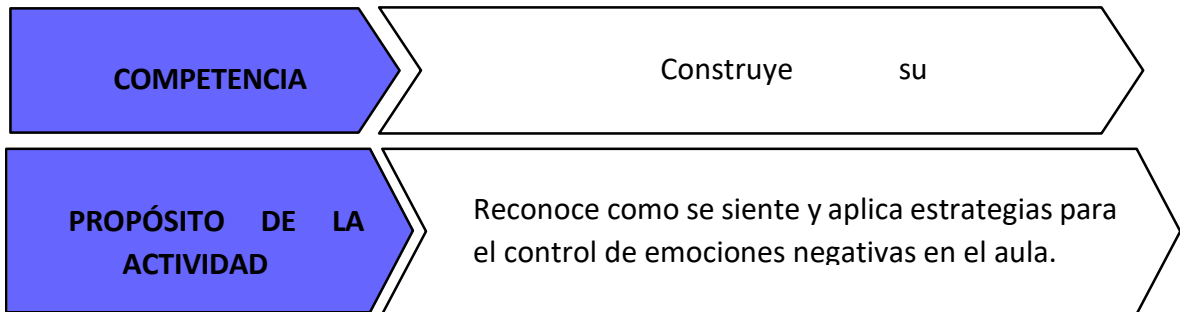 COMPETENCIA
Construye su
PROPÓSITO DE LA
ACTIVIDAD
Reconoce como se siente y aplica estrategias para
el control de emociones negativas en el aula.